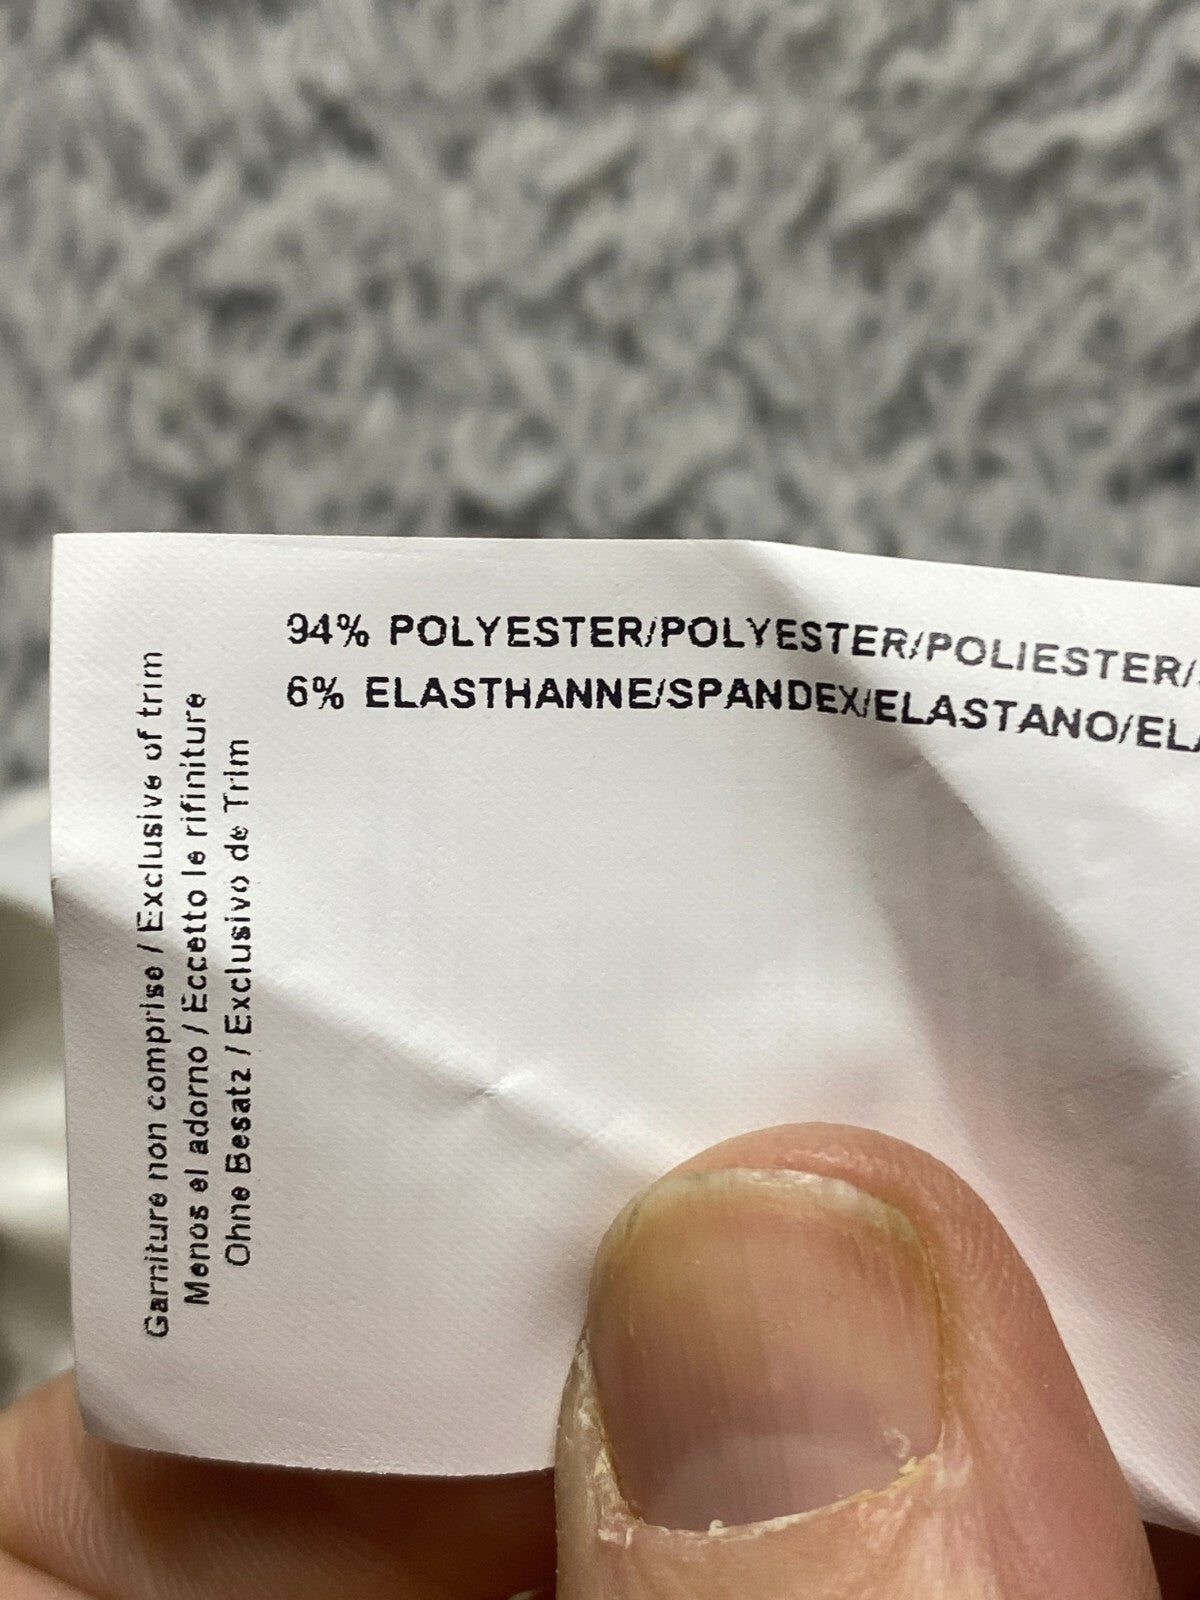 94% POLYESTER/POLYESTER/POLIESTER/
6% ELASTHANNE/SPANDEX/ELASTANO/
Garniture non comprise / Exclusive of trim
Menos el adorno / Eccetto le rifiniture
Ohne Besatz / Exclusivo de Trim